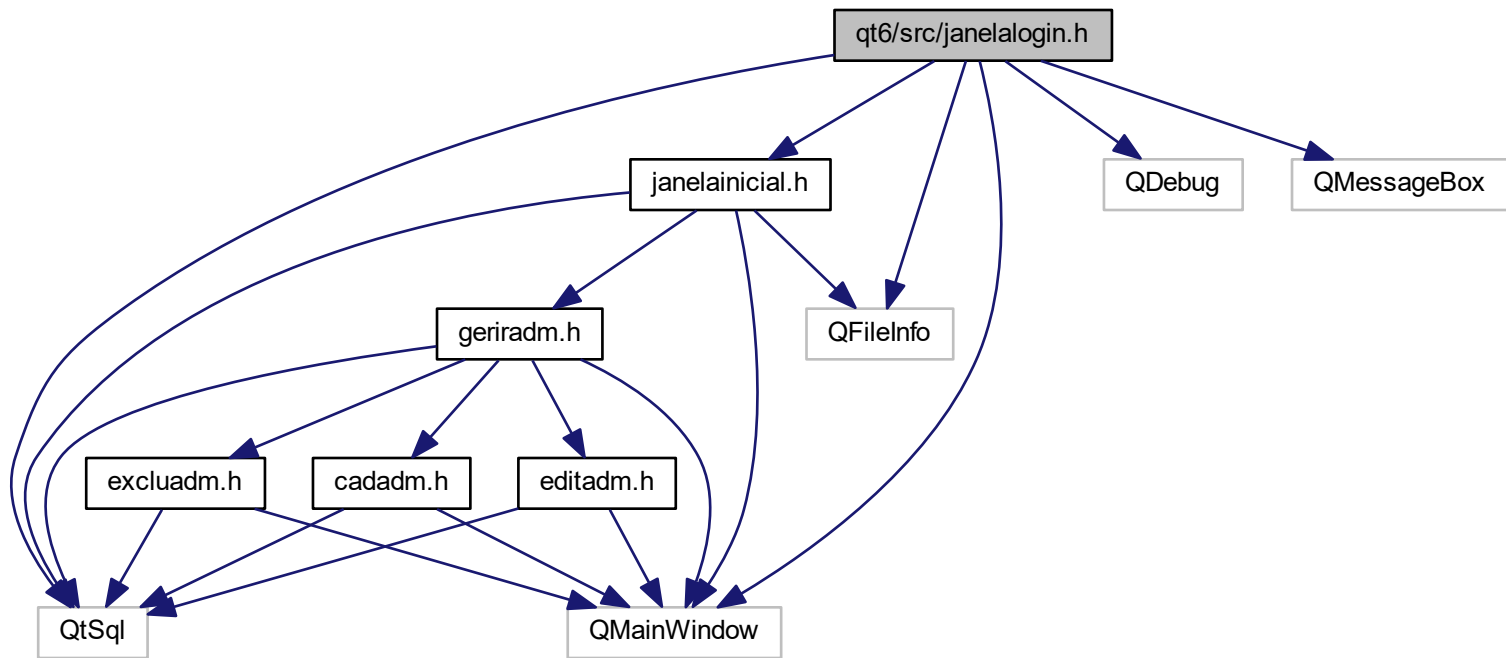 qt6/src/janelalogin.h
janelainicial.h
QDebug
QMessageBox
geriradm.h
QFileInfo
excluadm.h
cadadm.h
editadm.h
QtSql
QMainWindow